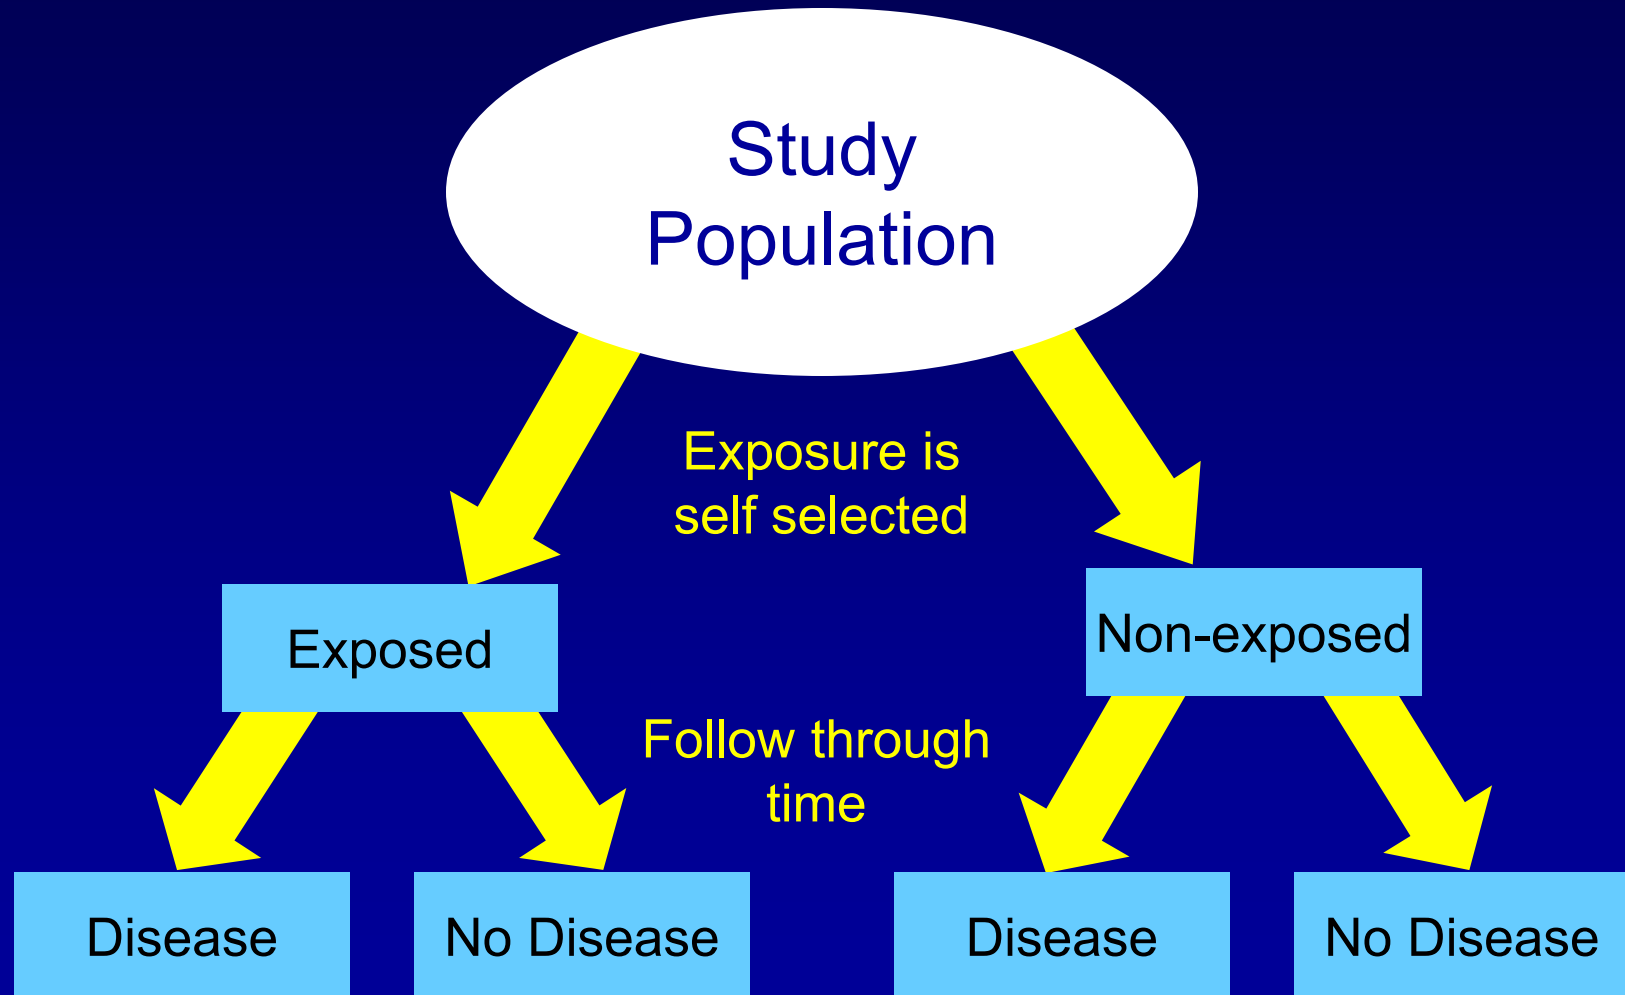 Study
Population
Exposure is
self selected
Exposed
Non-exposed
Follow through
time
Disease
No Disease
Disease
No Disease